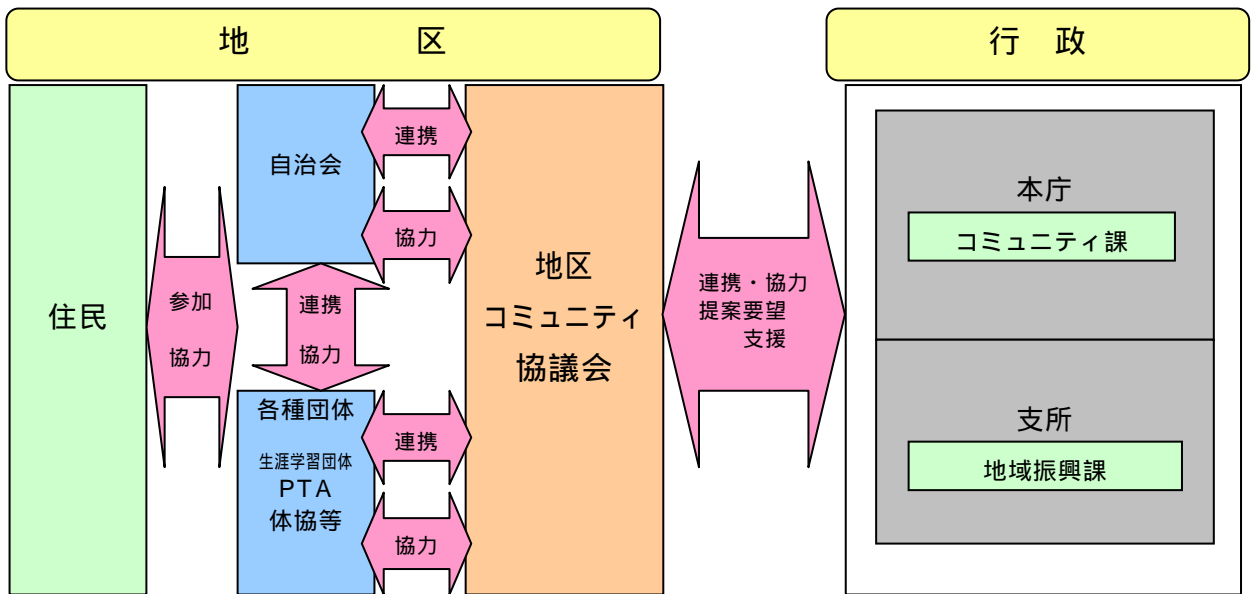 地 区
行 政
住民
参加
協力
自治会
連携
協力
連携
協力
各種団体
生涯学習団体
PTA
体協等
連携
協力
地区
コミュニティ
協議会
連携・協力
提案要望
支援
本庁
コミュニティ課
支所
地域振興課